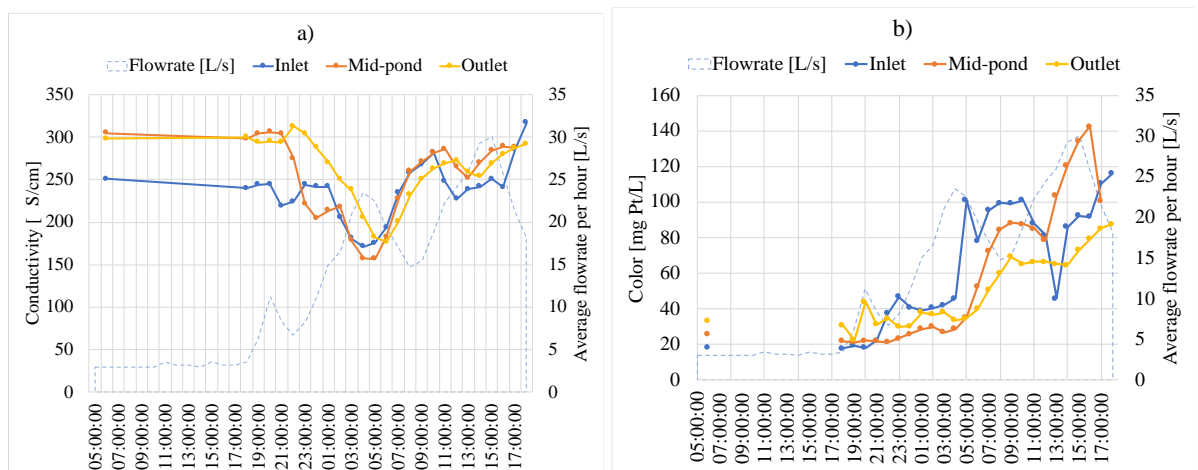 a)
Flowrate [L/s] Inlet Mid-pond Outlet
350 35
300 30
250 25
200 20
150 15
100 10
50 5
0 0
Conductivity [ S/cm]
Average flowrate per hour [L/s]
05:00:00 07:00:00 09:00:00 11:00:00 13:00:00 15:00:00 17:00:00 19:00:00 21:00:00 23:00:00 01:00:00 03:00:00 05:00:00 07:00:00 09:00:00 11:00:00 13:00:00 15:00:00 17:00:00
b)
Flowrate [L/s] Inlet Mid-pond Outlet
160 35
140 30
120 25
100 20
80 15
60 10
40 5
20 0
0
Color [mg Pt/L]
Average flowrate per hour [L/s]
05:00:00 07:00:00 09:00:00 11:00:00 13:00:00 15:00:00 17:00:00 19:00:00 21:00:00 23:00:00 01:00:00 03:00:00 05:00:00 07:00:00 09:00:00 11:00:00 13:00:00 15:00:00 17:00:00